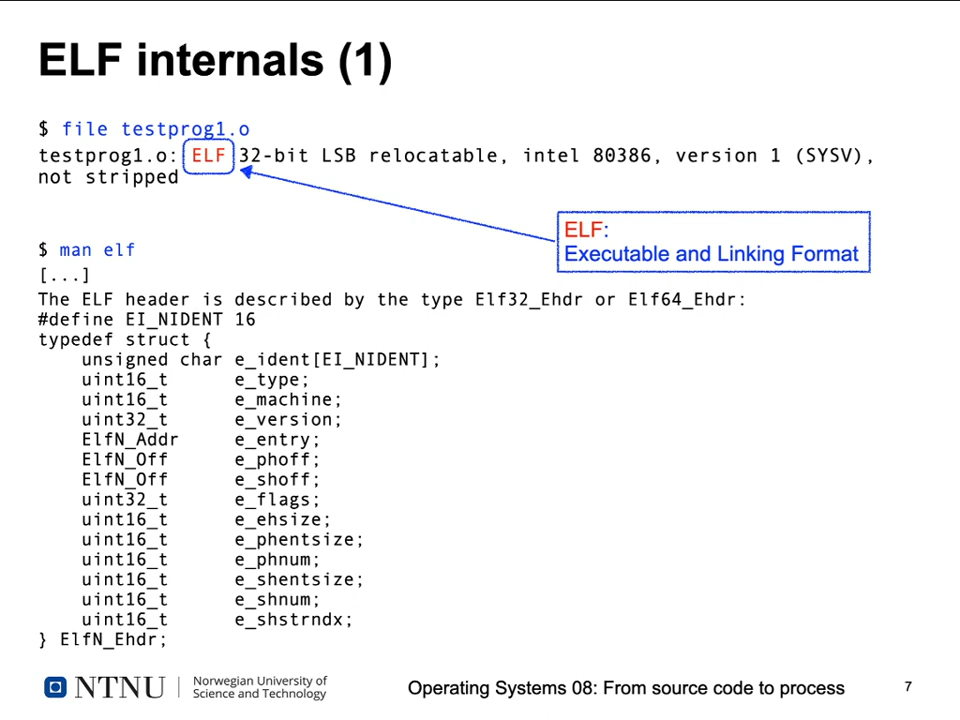 ELF internals (1)
$ file testprog1.o
testprog1.o: ELF 32-bit LSB relocatable, intel 80386, version 1 (SYSV),
not stripped
ELF:
Executable and Linking Format
$ man elf
[...]
The ELF header is described by the type Elf32_Ehdr or Elf64_Ehdr:
#define EI_NIDENT 16
typedef struct {
    unsigned char e_ident[EI_NIDENT];
    uint16_t      e_type;
    uint16_t      e_machine;
    uint32_t      e_version;
    ElfN_Addr     e_entry;
    ElfN_Off      e_phoff;
    ElfN_Off      e_shoff;
    uint32_t      e_flags;
    uint16_t      e_ehsize;
    uint16_t      e_phentsize;
    uint16_t      e_phnum;
    uint16_t      e_shentsize;
    uint16_t      e_shnum;
    uint16_t      e_shstrndx;
} ElfN_Ehdr;
NTNU
Norwegian University of
Science and Technology
Operating Systems 08: From source code to process
7